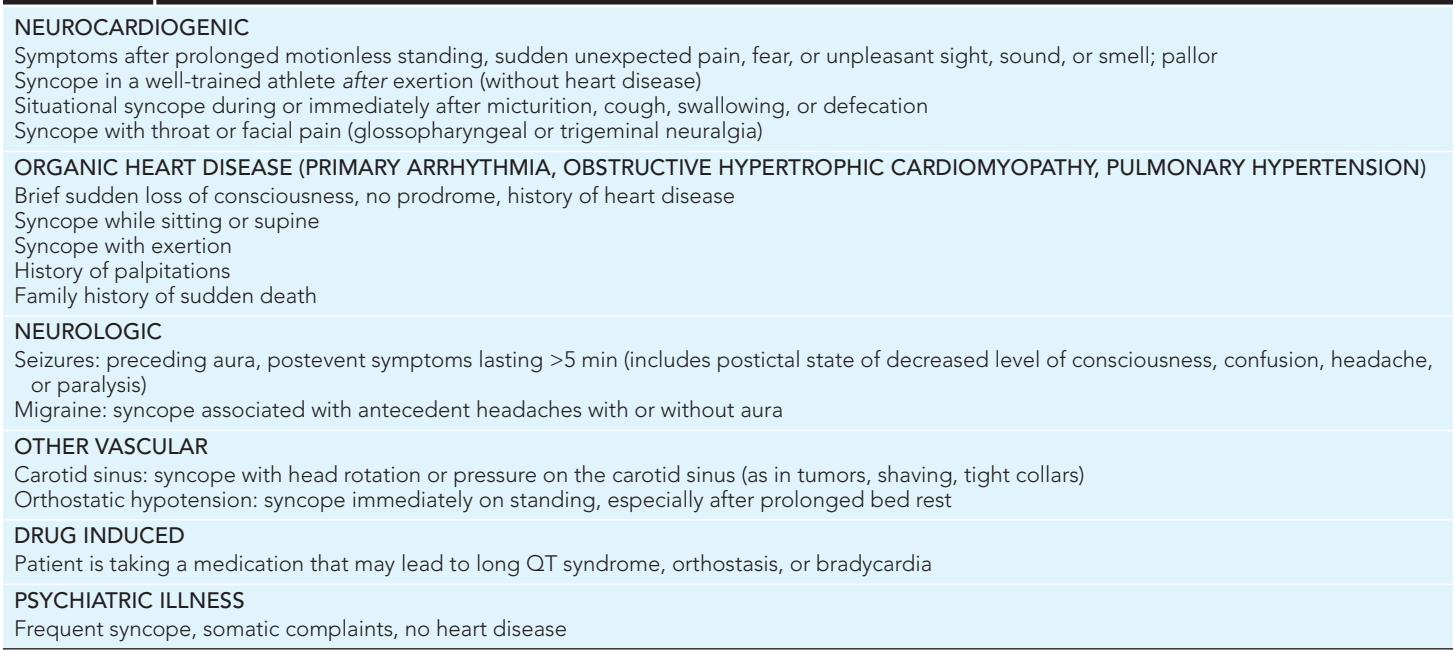 NEUROCARDIOGENIC
Symptoms after prolonged motionless standing, sudden unexpected pain, fear, or unpleasant sight, sound, or smell; pallor
Syncope in a well-trained athlete after exertion (without heart disease)
Situational syncope during or immediately after micturition, cough, swallowing, or defecation
Syncope with throat or facial pain (glossopharyngeal or trigeminal neuralgia)
ORGANIC HEART DISEASE (PRIMARY ARRHYTHMIA, OBSTRUCTIVE HYPERTROPHIC CARDIOMYOPATHY, PULMONARY HYPERTENSION)
Brief sudden loss of consciousness, no prodrome, history of heart disease
Syncope while sitting or supine
Syncope with exertion
History of palpitations
Family history of sudden death
NEUROLOGIC
Seizures: preceding aura, postevent symptoms lasting >5 min (includes postictal state of decreased level of consciousness, confusion, headache,
or paralysis)
Migraine: syncope associated with antecedent headaches with or without aura
OTHER VASCULAR
Carotid sinus: syncope with head rotation or pressure on the carotid sinus (as in tumors, shaving, tight collars)
Orthostatic hypotension: syncope immediately on standing, especially after prolonged bed rest
DRUG INDUCED
Patient is taking a medication that may lead to long QT syndrome, orthostasis, or bradycardia
PSYCHIATRIC ILLNESS
Frequent syncope, somatic complaints, no heart disease